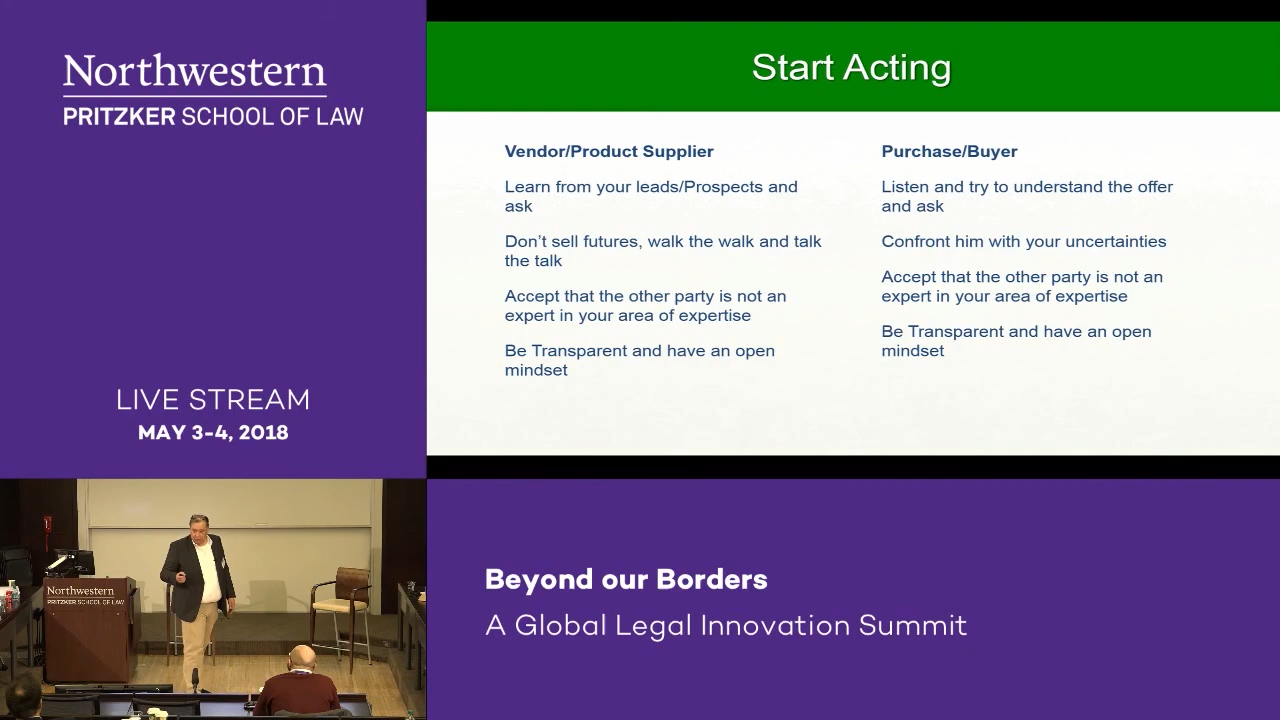 Northwestern
PRITZKER SCHOOL OF LAW
LIVE STREAM
MAY 3-4, 2018
Start Acting
Vendor/Product Supplier
Learn from your leads/Prospects and
ask
Don't sell futures, walk the walk and talk
the talk
Accept that the other party is not an
expert in your area of expertise
Be Transparent and have an open
mindset
Purchase/Buyer
Listen and try to understand the offer
and ask
Confront him with your uncertainties
Accept that the other party is not an
expert in your area of expertise
Be Transparent and have an open
mindset
Northwestern
PRITZKER SCHOOL OF LAW
Beyond our Borders
A Global Legal Innovation Summit